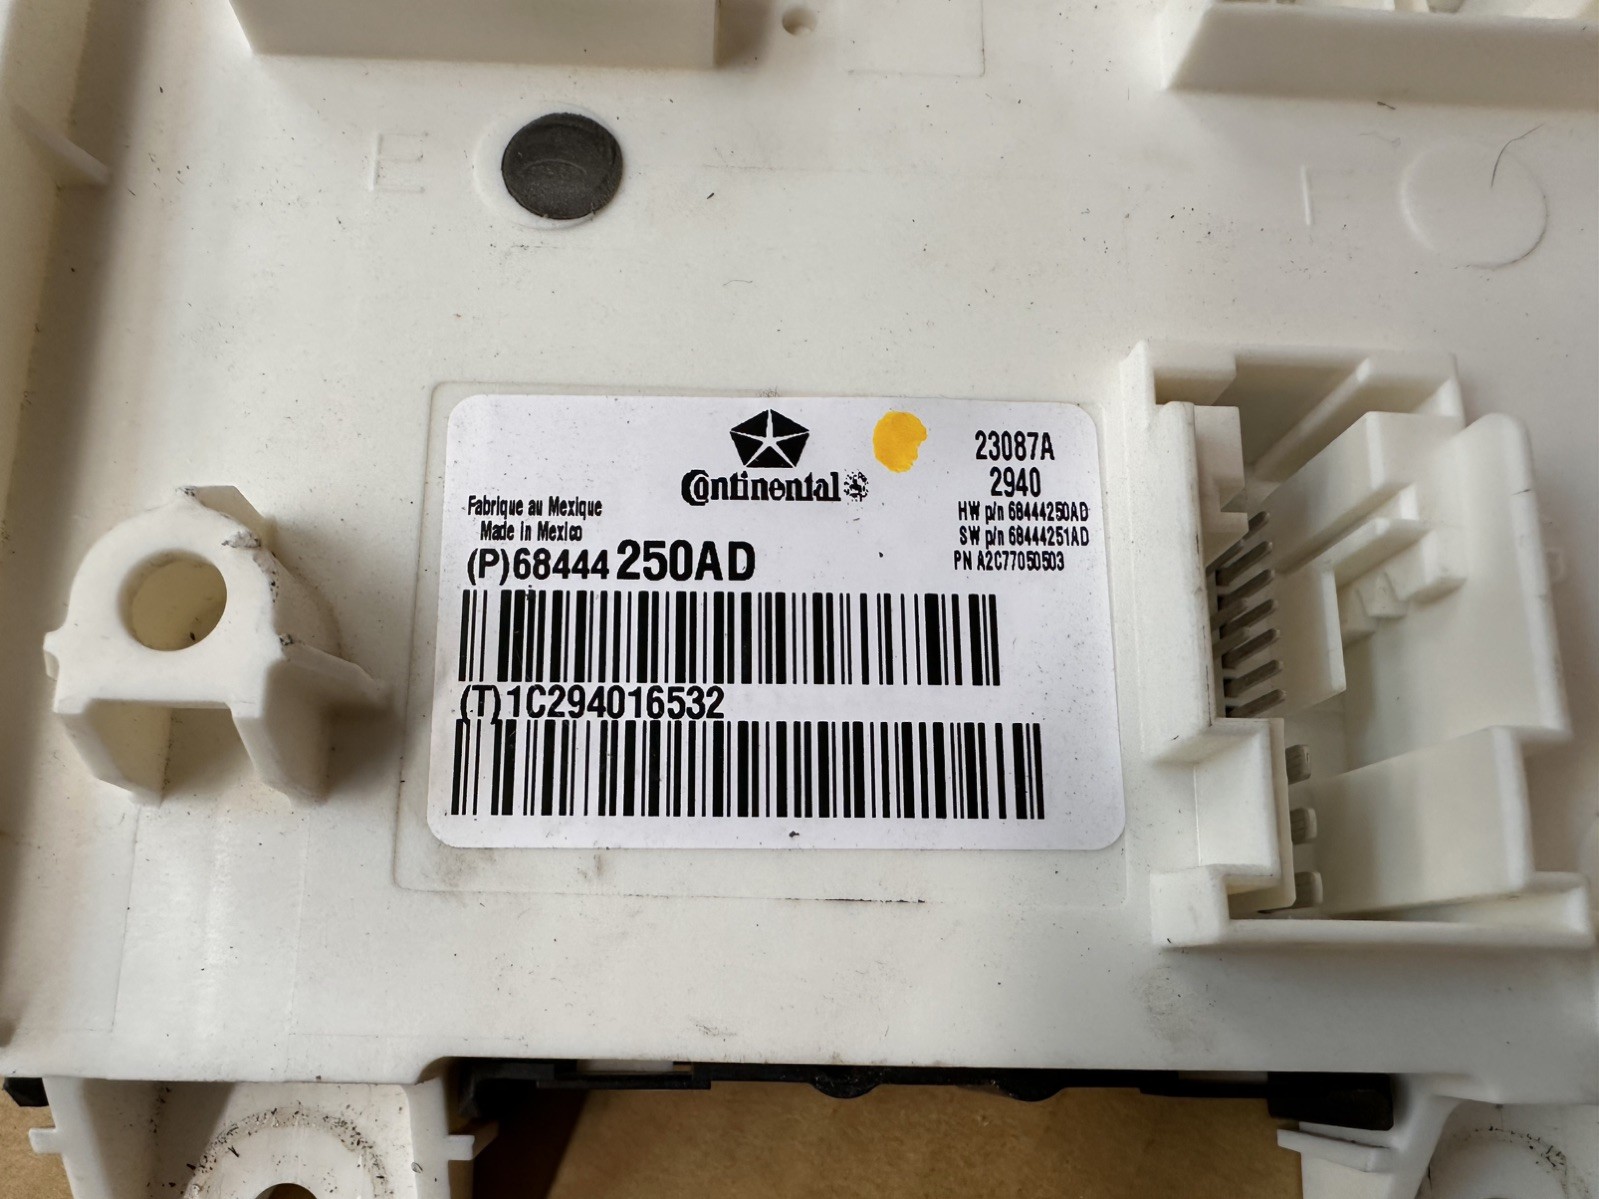 E
I
Continental
23087A
2940
Fabrique au Mexique
Made in Mexico
HW p/n 68444250AD
SW p/n 68444251AD
PN A2C77050503
(P)68444 250AD
(T)1C294016532